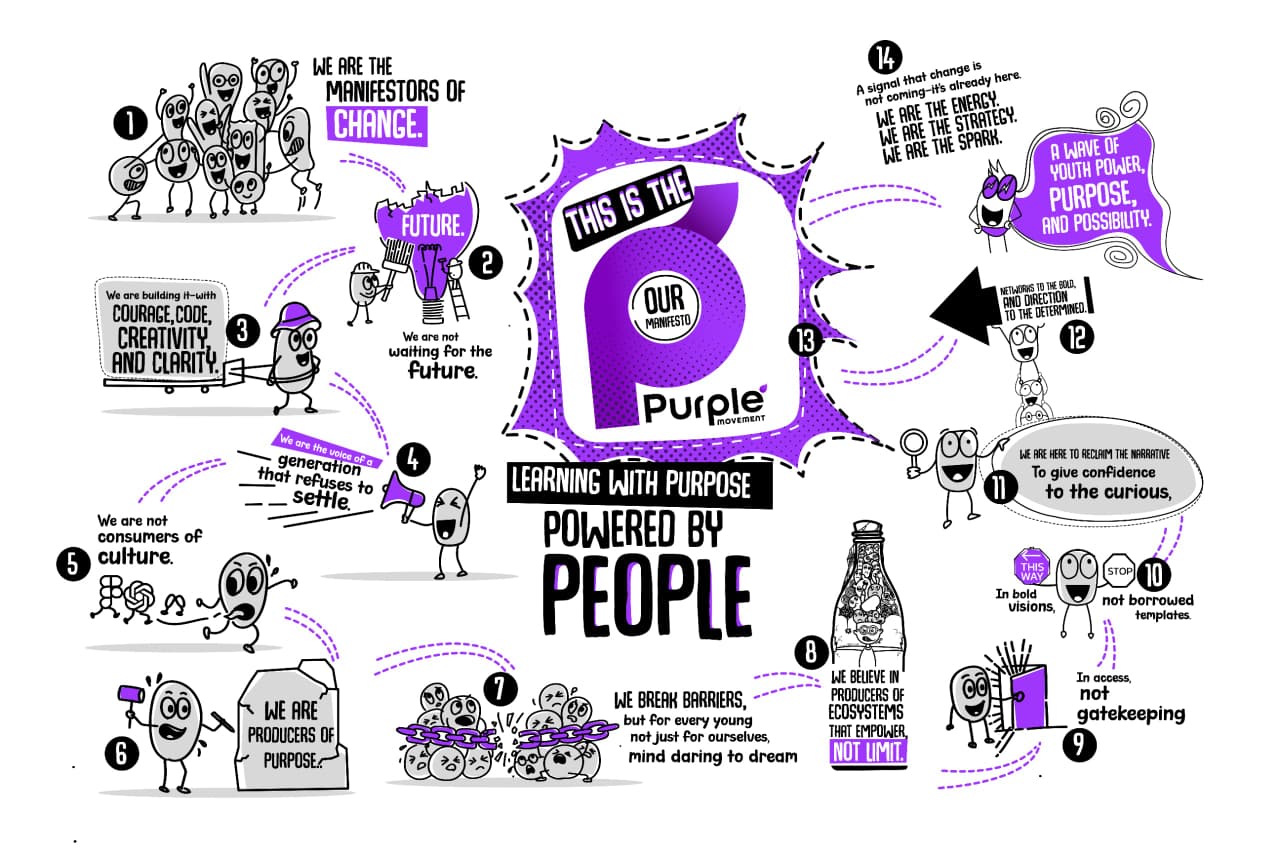 1
WE ARE THE
MANIFESTORS OF
CHANGE.
FUTURE.
2
We are not
waiting for the
future.
3
We are building it-with
COURAGE,CODE,
CREATIVITY,
AND CLARITY.
4
We are the voice of a
generation
that refuses to
settle.
5
We are not
consumers of
culture.
6
WE ARE
PRODUCERS OF
PURPOSE..
7
WE BREAK BARRIERS,
but for every young
not just for ourselves,
mind daring to dream
8
WE BELIEVE IN
PRODUCERS OF
ECOSYSTEMS
THAT EMPOWER,
NOT LIMIT.
9
In access,
not
gatekeeping
10
THIS
WAY
STOP
In bold
visions,
not borrowed
templates.
11
WE ARE HERE TO RECLAIM THE NARRATIVE
To give confidence
to the curious,
12
NETWORKS TO THE BOLD,
AND DIRECTION
TO THE DETERMINED.
13
THIS IS THE
OUR
MANIFESTO
Purple
MOVEMENT
LEARNING WITH PURPOSE
POWERED BY
PEOPLE
14
A signal that change is
not coming—it's already here.
WE ARE THE ENERGY.
WE ARE THE STRATEGY.
WE ARE THE SPARK.
A WAVE OF
YOUTH POWER,
PURPOSE,
AND POSSIBILITY.